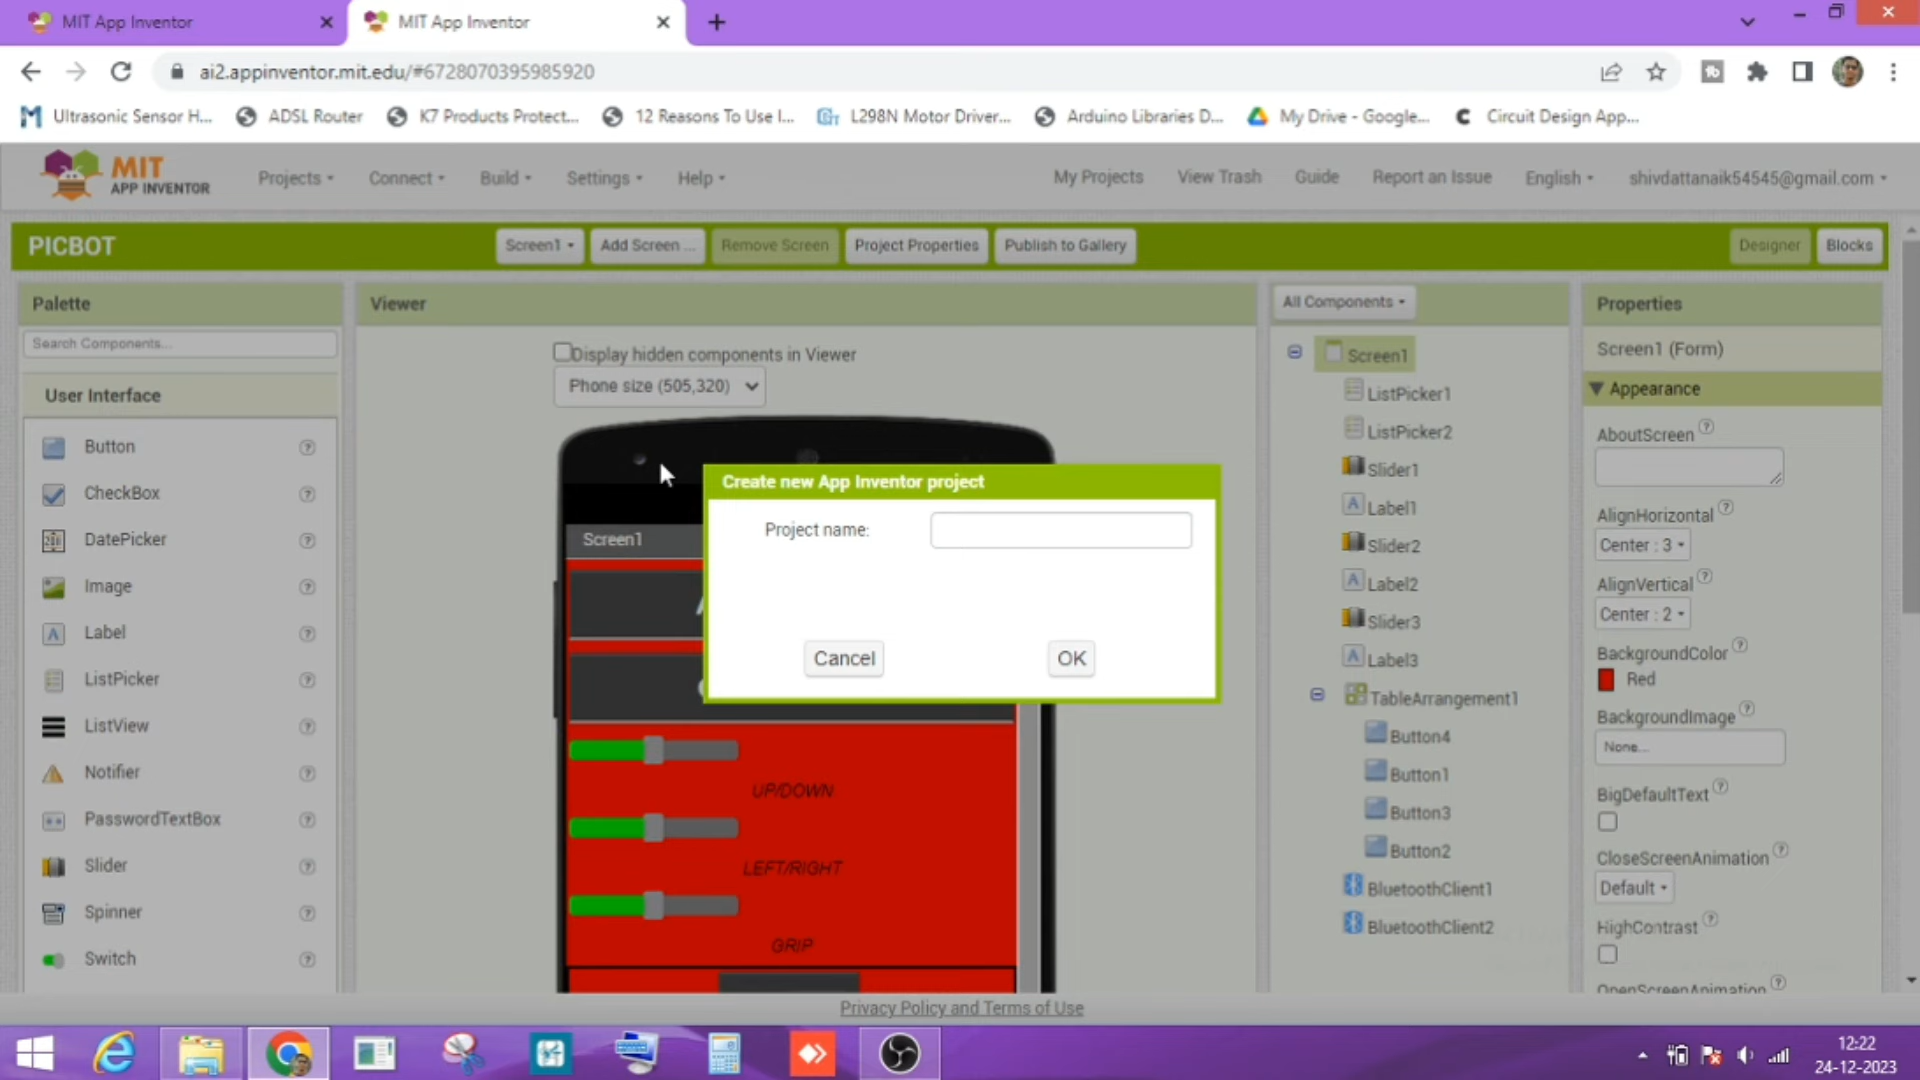 MIT App Inventor
MIT App Inventor
ai2.appinventor.mit.edu/#6728070395985920
Ultrasonic Sensor H...
ADSL Router
K7 Products Protect...
12 Reasons To Use I...
L298N Motor Driver...
Arduino Libraries D...
My Drive - Google...
Circuit Design App...
MIT
APP INVENTOR
Projects
Connect
Build
Settings
Help
My Projects
View Trash
Guide
Report an Issue
English
shivdattanaik54545@gmail.com
PICBOT
Screen1
Add Screen ...
Remove Screen
Project Properties
Publish to Gallery
Designer
Blocks
Palette
Search Components...
User Interface
Button
CheckBox
DatePicker
Image
Label
ListPicker
ListView
Notifier
PasswordTextBox
Slider
Spinner
Switch
Viewer
Display hidden components in Viewer
Phone size (505,320)
Screen1
UP/DOWN
LEFT/RIGHT
GRIP
Create new App Inventor project
Project name:
Cancel
OK
All Components
Screen1
ListPicker1
ListPicker2
Slider1
Label1
Slider2
Label2
Slider3
Label3
TableArrangement1
Button4
Button1
Button3
Button2
BluetoothClient1
BluetoothClient2
Properties
Screen1 (Form)
Appearance
AboutScreen
AlignHorizontal
Center : 3
AlignVertical
Center : 2
BackgroundColor
Red
BackgroundImage
None...
BigDefaultText
CloseScreenAnimation
Default
HighContrast
OpenScreenAnimation
Privacy Policy and Terms of Use
12:22
24-12-2023